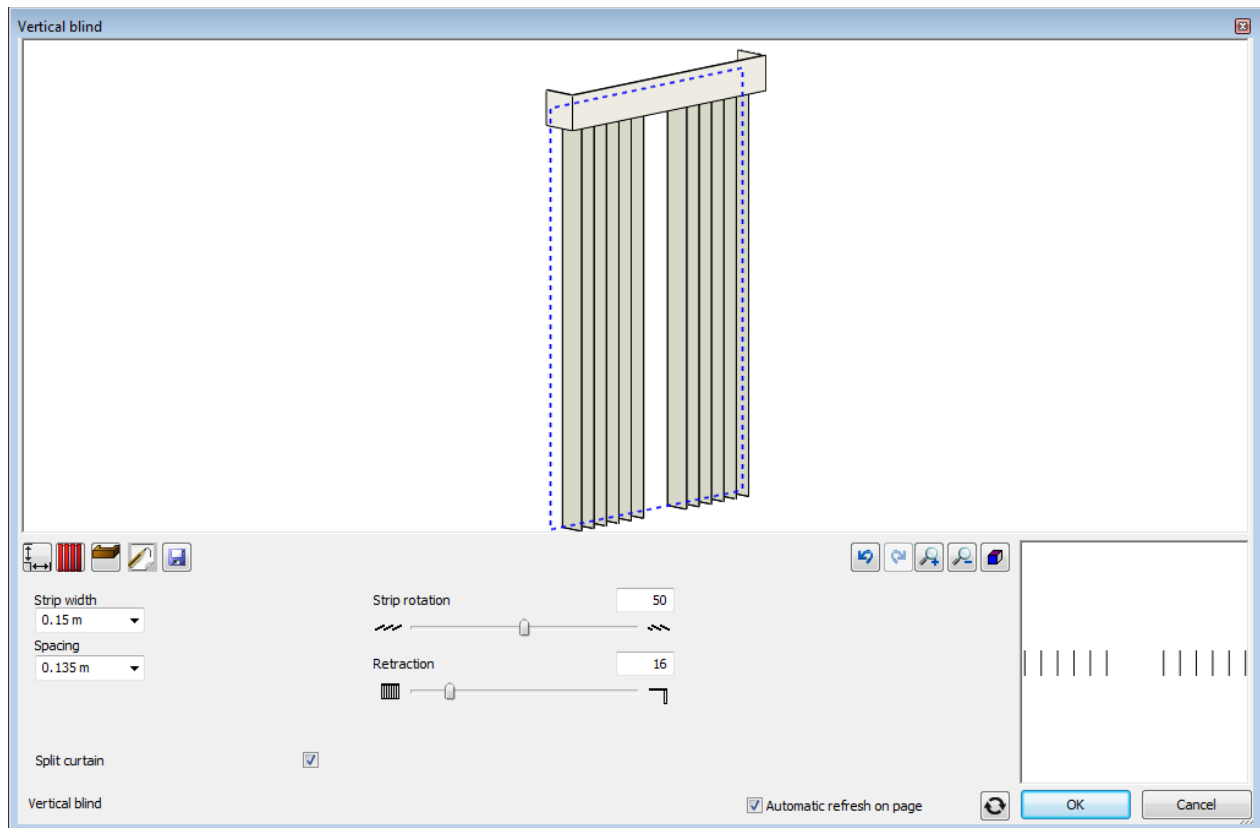 Vertical blind
Strip width
0.15 m
Spacing
0.135 m
Strip rotation
50
Retraction
16
Split curtain
Vertical blind
Automatic refresh on page
OK
Cancel